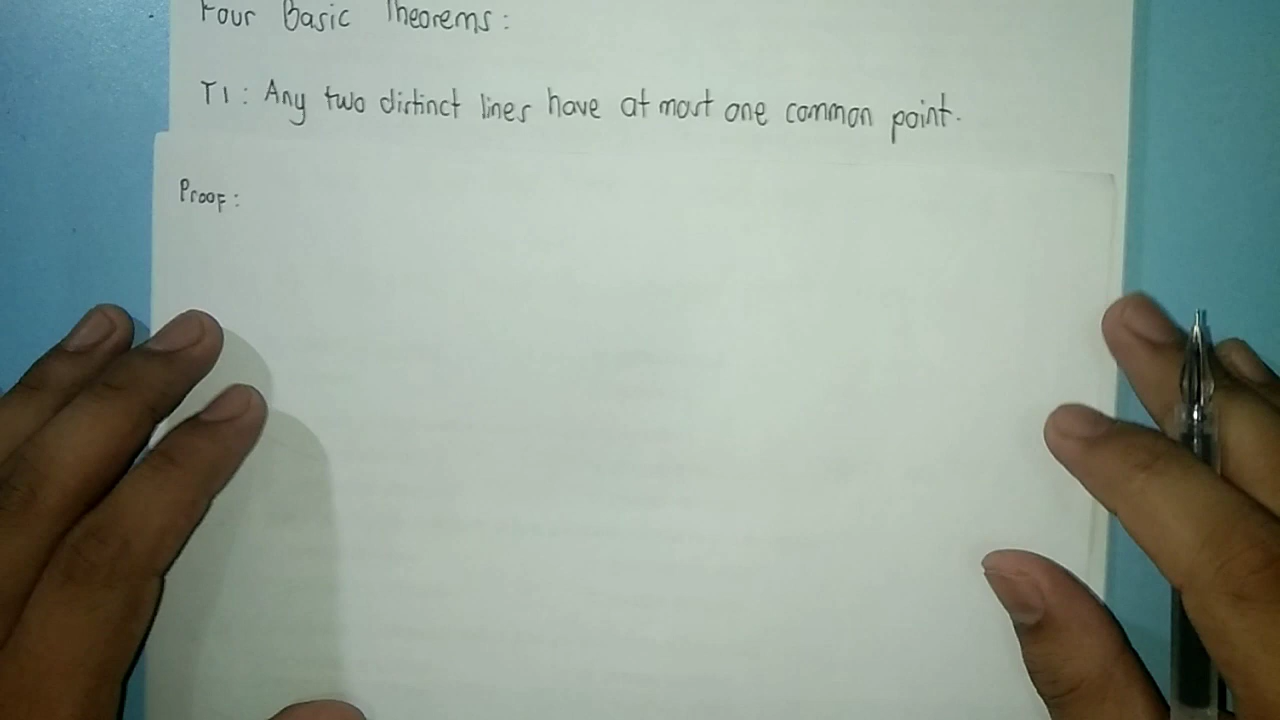 Four Basic Theorems:
T1: Any two distinct lines have at most one common point.
Proof: